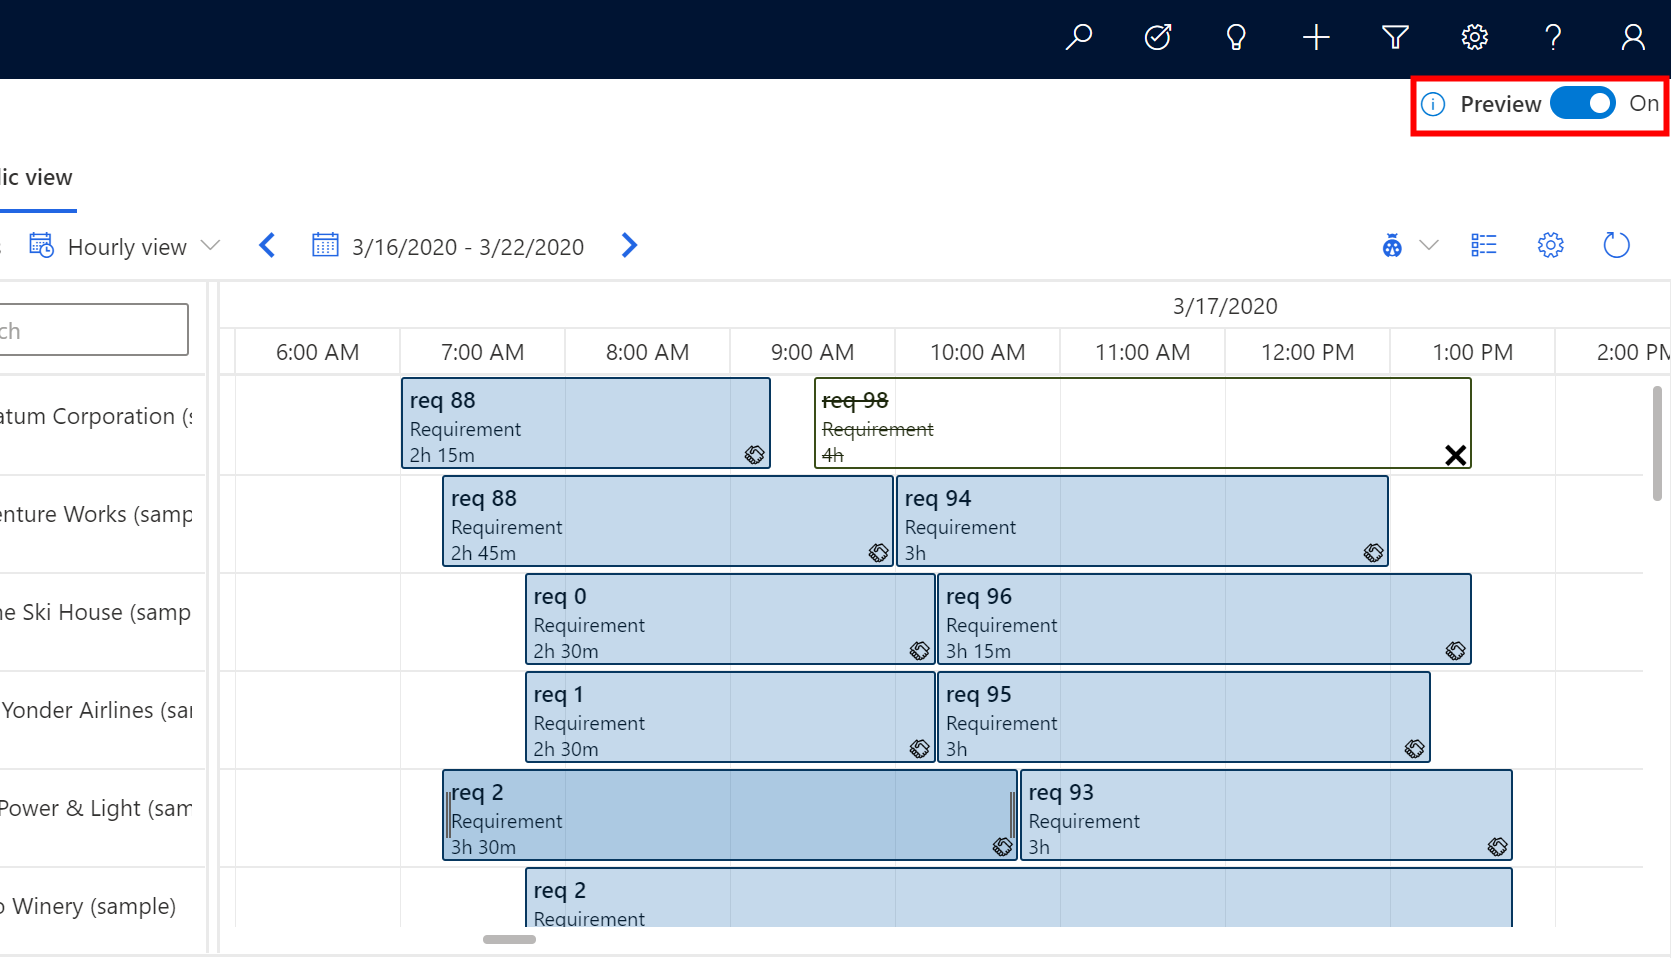 Preview On
lic view
Hourly view 3/16/2020 - 3/22/2020
ch
3/17/2020
6:00 AM 7:00 AM 8:00 AM 9:00 AM 10:00 AM 11:00 AM 12:00 PM 1:00 PM 2:00 PM
atum Corporation (s
req 88
Requirement
2h 15m
req 98
Requirement
4h
enture Works (samp
req 88
Requirement
2h 45m
req 94
Requirement
3h
ne Ski House (samp
req 0
Requirement
2h 30m
req 96
Requirement
3h 15m
Yonder Airlines (sar
req 1
Requirement
2h 30m
req 95
Requirement
3h
Power & Light (sam
req 2
Requirement
3h 30m
req 93
Requirement
3h
o Winery (sample)
req 2
Requirement